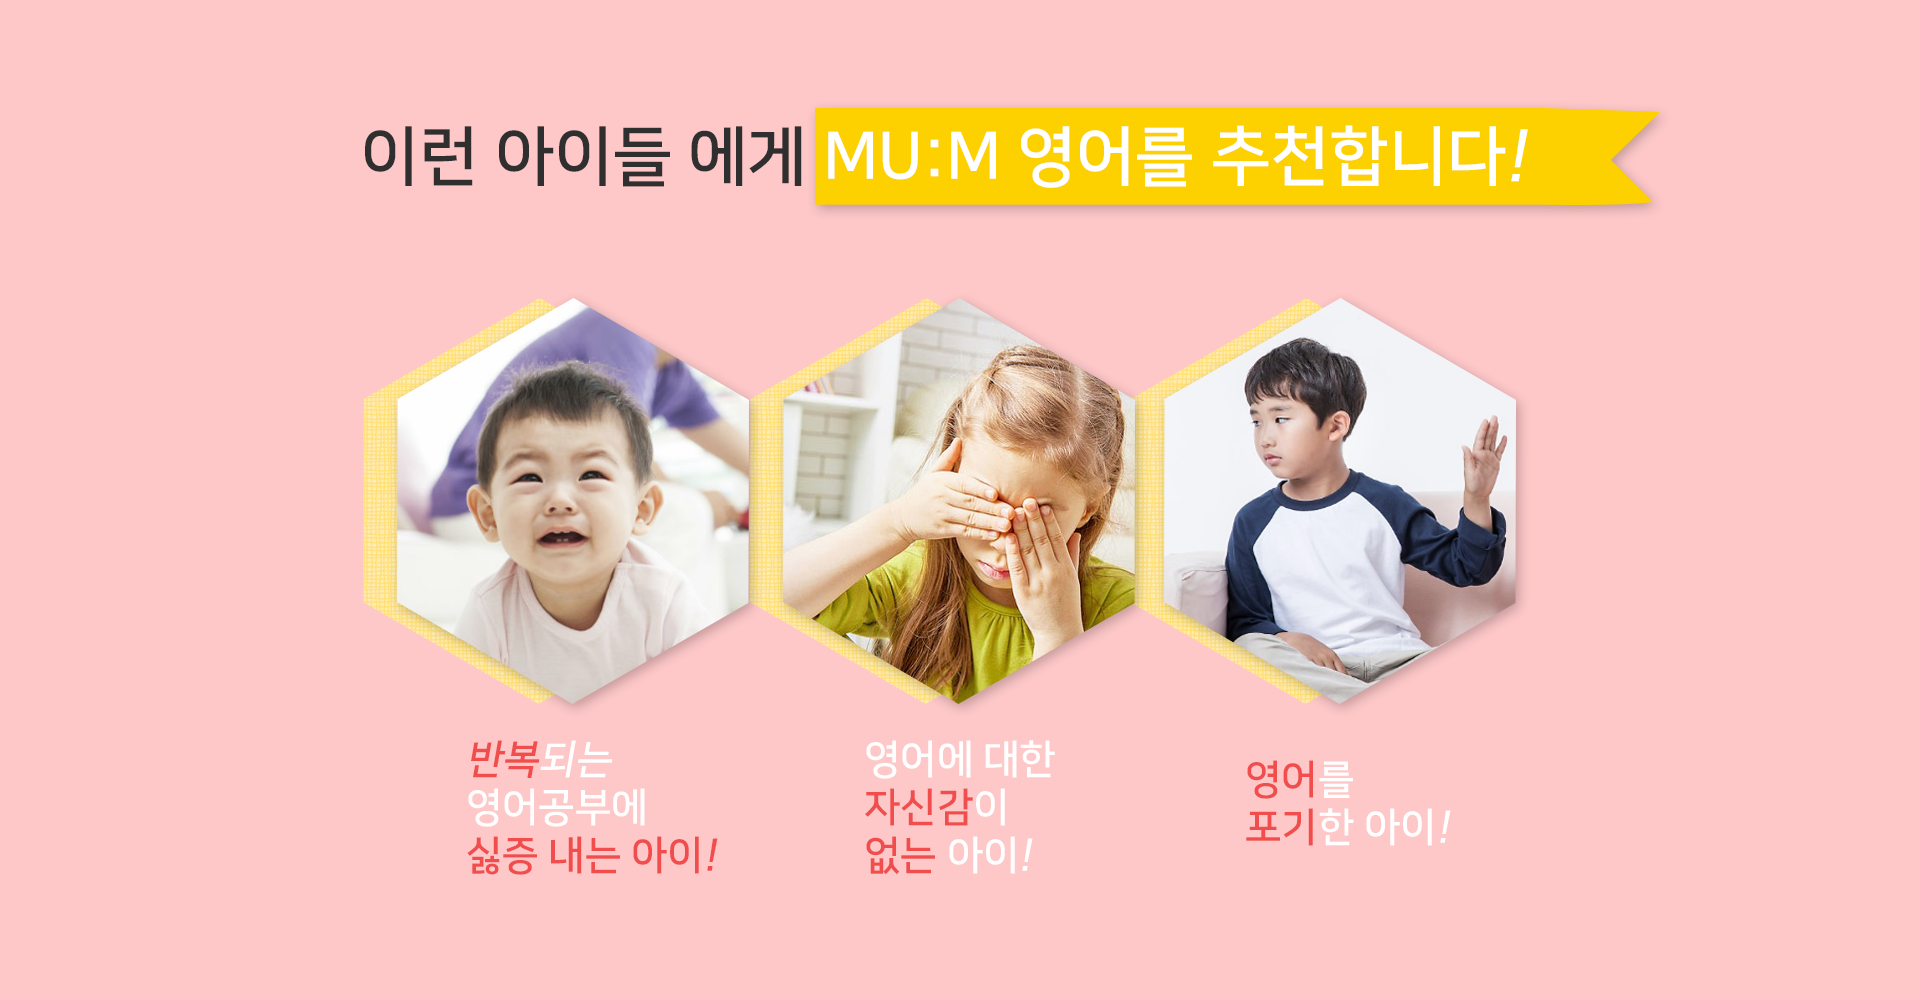 이런 아이들 에게 MU:M 영어를 추천합니다!
반복되는
영어공부에
싫증 내는 아이!
영어에 대한
자신감이
없는 아이!
영어를
포기한 아이!